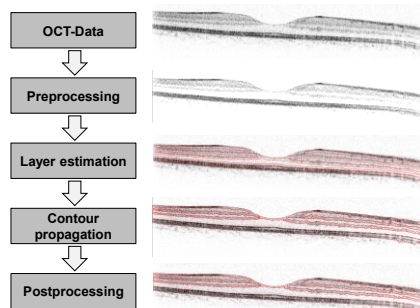 OCT-Data
Preprocessing
Layer estimation
Contour
propagation
Postprocessing